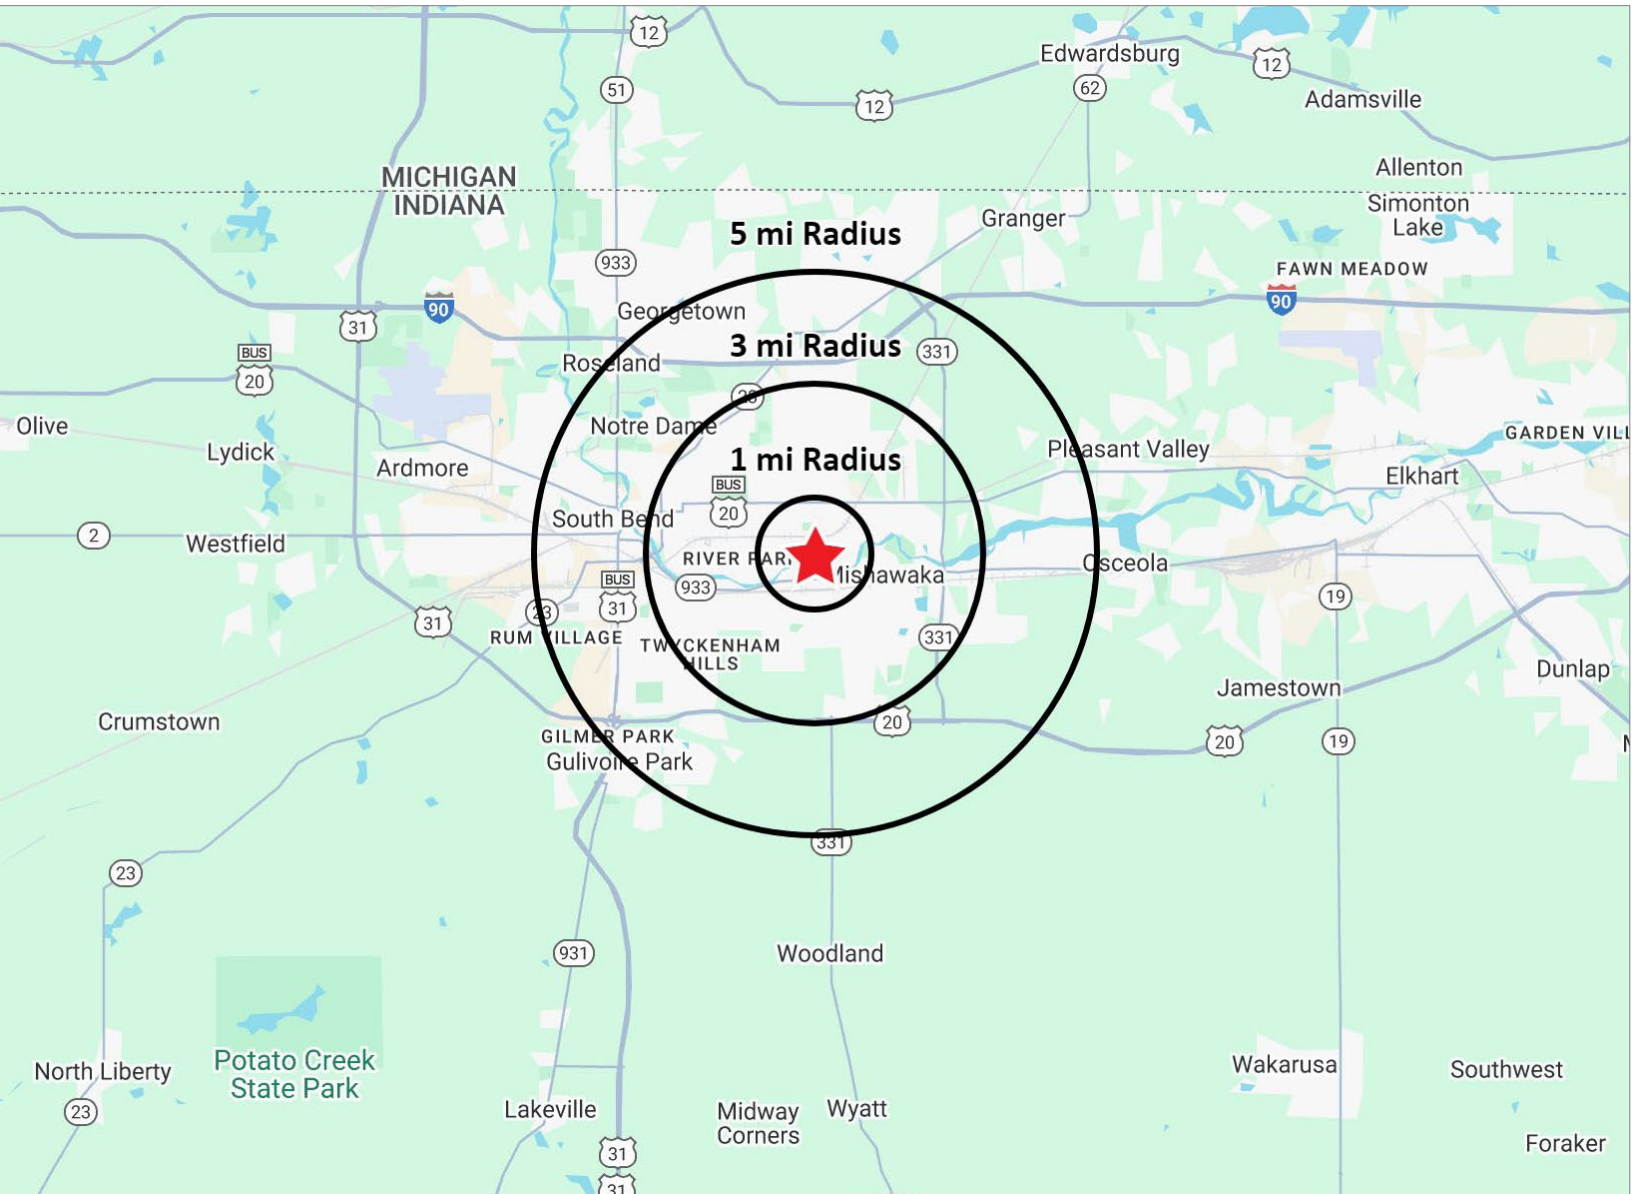 12
Edwardsburg
12
51
62
12
Adamsville
Allenton
MICHIGAN
INDIANA
Simonton
Lake
Granger
5 mi Radius
933
FAWN MEADOW
90
90
Georgetown
31
3 mi Radius
331
BUS
20
Roseland
23
Olive
Notre Dame
GARDEN VILL
Lydick
Pleasant Valley
Ardmore
1 mi Radius
Elkhart
BUS
20
South Bend
2
Westfield
RIVER PARK
Osceola
Mishawaka
BUS
31
933
19
23
31
RUM VILLAGE
331
TWYCKENHAM
HILLS
Dunlap
Jamestown
Crumstown
20
GILMER PARK
20
19
Gulivoire Park
331
23
931
Woodland
Potato Creek
State Park
North Liberty
Wakarusa
Southwest
23
Lakeville
Midway
Corners
Wyatt
Foraker
31
31